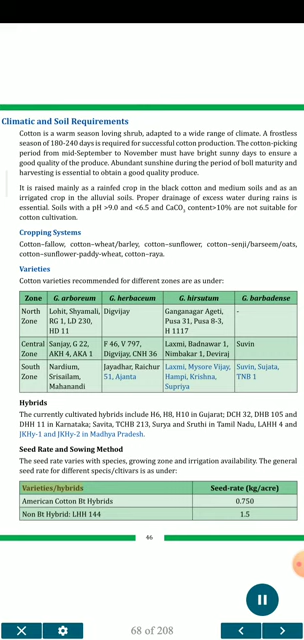 Climatic and Soil Requirements
Cotton is a warm season loving shrub, adapted to a wide range of climate. A frostless
season of 180-240 days is required for successful cotton production. The cotton-picking
period from mid-September to November must have bright sunny days to ensure a
good quality of the produce. Abundant sunshine during the period of boll maturity and
harvesting is essential to obtain a good quality produce.
It is raised mainly as a rainfed crop in the black cotton and medium soils and as an
irrigated crop in the alluvial soils. Proper drainage of excess water during rains is
essential. Soils with a pH >9.0 and <6.5 and CaCO3 content>10% are not suitable for
cotton cultivation.
Cropping Systems
Cotton–fallow, cotton–wheat/barley, cotton–sunflower, cotton-senji/barseem/oats,
cotton–sunflower-paddy-wheat, cotton–raya.
Varieties
Cotton varieties recommended for different zones are as under:
Zone G. arboreum G. herbaceum G. hirsutum G. barbadense
North Lohit, Shyamali, Digvijay Ganganagar Ageti, -
Zone RG 1, LD 230, Pusa 31, Pusa 8-3,
HD 11 H 1117
Central Sanjay, G 22, F 46, V 797, Laxmi, Badnawar 1, Suvin
Zone AKH 4, AKA 1 Digvijay, CNH 36 Nimbakar 1, Deviraj
South Nardium, Jayadhar, Raichur Laxmi, Mysore Vijay, Suvin, Sujata,
Zone Srisailam, 51, Ajanta Hampi, Krishna, TNB 1
Mahanandi Supriya
Hybrids
The currently cultivated hybrids include H6, H8, H10 in Gujarat; DCH 32, DHB 105 and
DHH 11 in Karnataka; Savita, TCHB 213, Surya and Sruthi in Tamil Nadu, LAHH 4 and
JKHy-1 and JKHy-2 in Madhya Pradesh.
Seed Rate and Sowing Method
The seed rate varies with species, growing zone and irrigation availability. The general
seed rate for different specis/cltivars is as under:
Varieties/hybrids Seed-rate (kg/acre)
American Cotton Bt Hybrids 0.750
Non Bt Hybrid: LHH 144 1.5
46
68 of 208